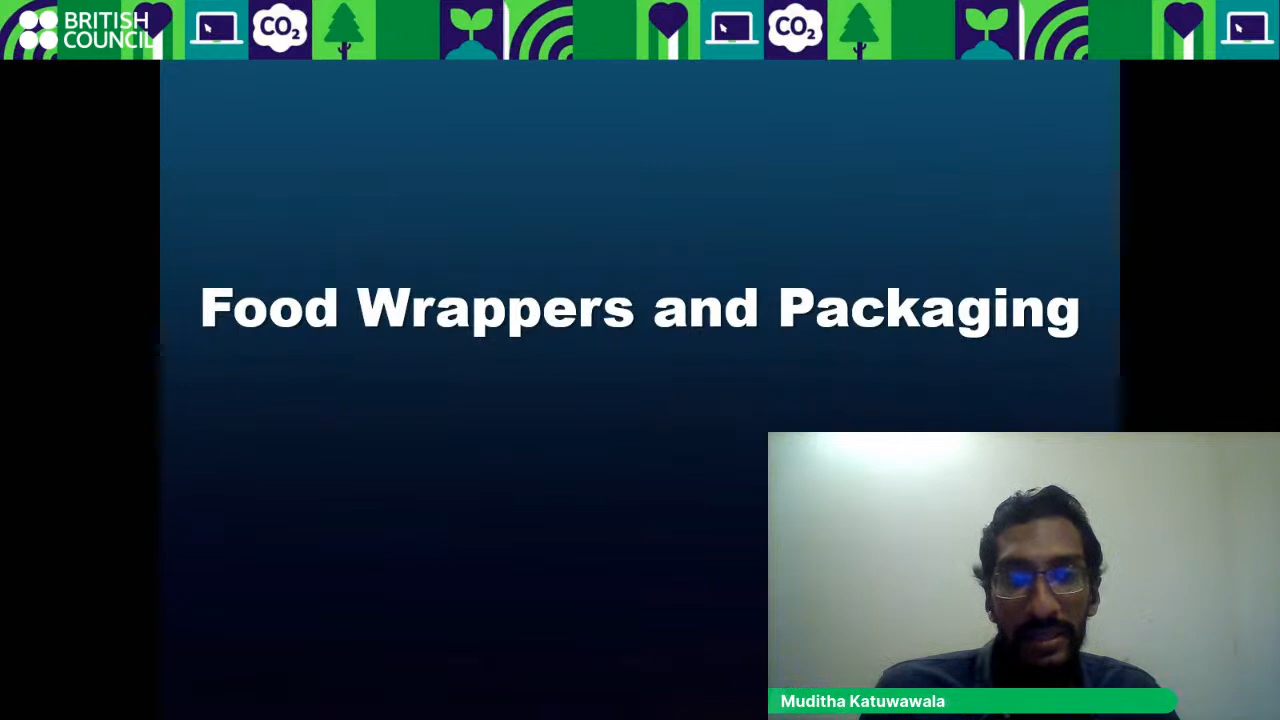 BRITISH
COUNCIL
CO₂
CO₂
Food Wrappers and Packaging
Muditha Katuwawala